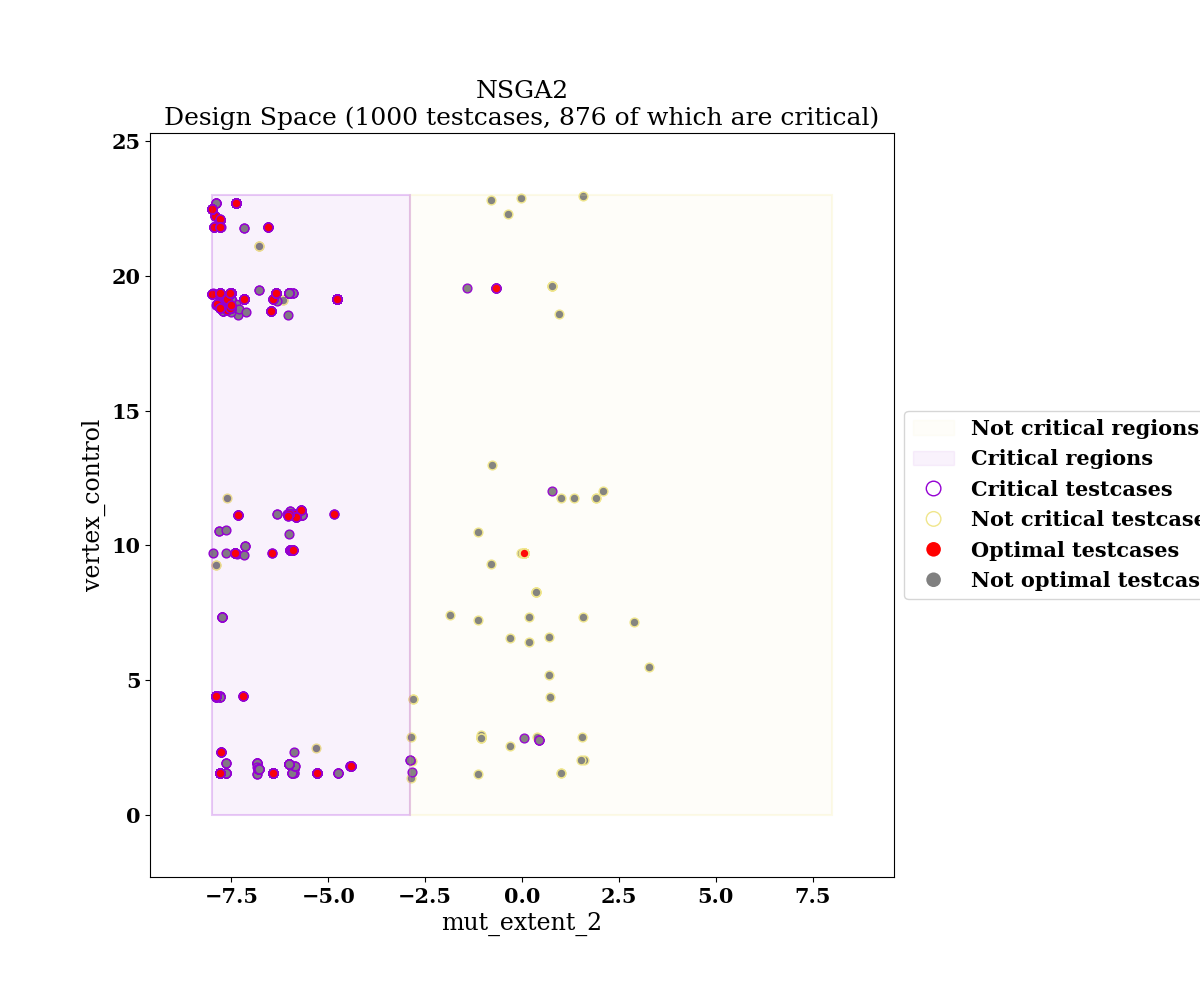 NSGA2
Design Space (1000 testcases, 876 of which are critical)
25
20
15
10
5
0
vertex_control
−7.5
−5.0
−2.5
0.0
2.5
5.0
7.5
mut_extent_2
Not critical regions
Critical regions
Critical testcases
Not critical testcase
Optimal testcases
Not optimal testcas